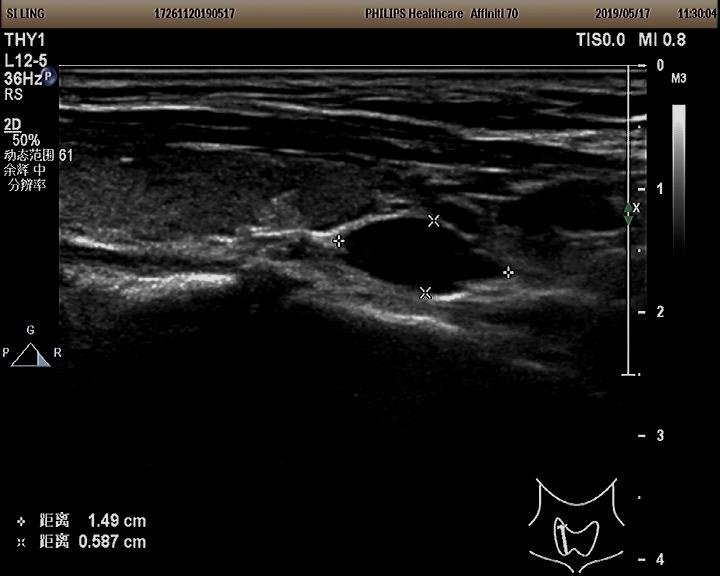 SI LING 17261120190517 PHILIPS Healthcare Affiniti 70 2019/05/17 11:30:04
THY1 TIS0.0 MI 0.8
L12-5
36Hz P
RS M3
2D
50%
动态范围 61
余辉 中
分辨率
0
1
X
2
3
4
G
P R
距离 1.49 cm
距离 0.587 cm